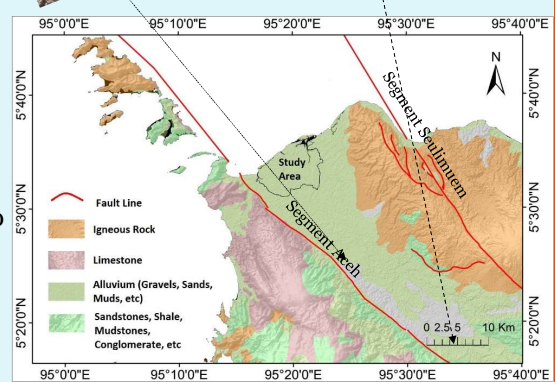 95°0'0"E 95°10'0"E 95°20'0"E 95°30'0"E 95°40'0"E
N
5°40'0"N 5°40'0"N
Segment Seulimuem
Study
Area
5°30'0"N 5°30'0"N
Segment Aceh
Fault Line
Igneous Rock
Limestone
Alluvium (Gravels, Sands,
Muds, etc)
Sandstones, Shale,
Mudstones,
Conglomerate, etc
5°20'0"N 5°20'0"N
0 2.5 5 10 Km
95°0'0"E 95°10'0"E 95°20'0"E 95°30'0"E 95°40'0"E